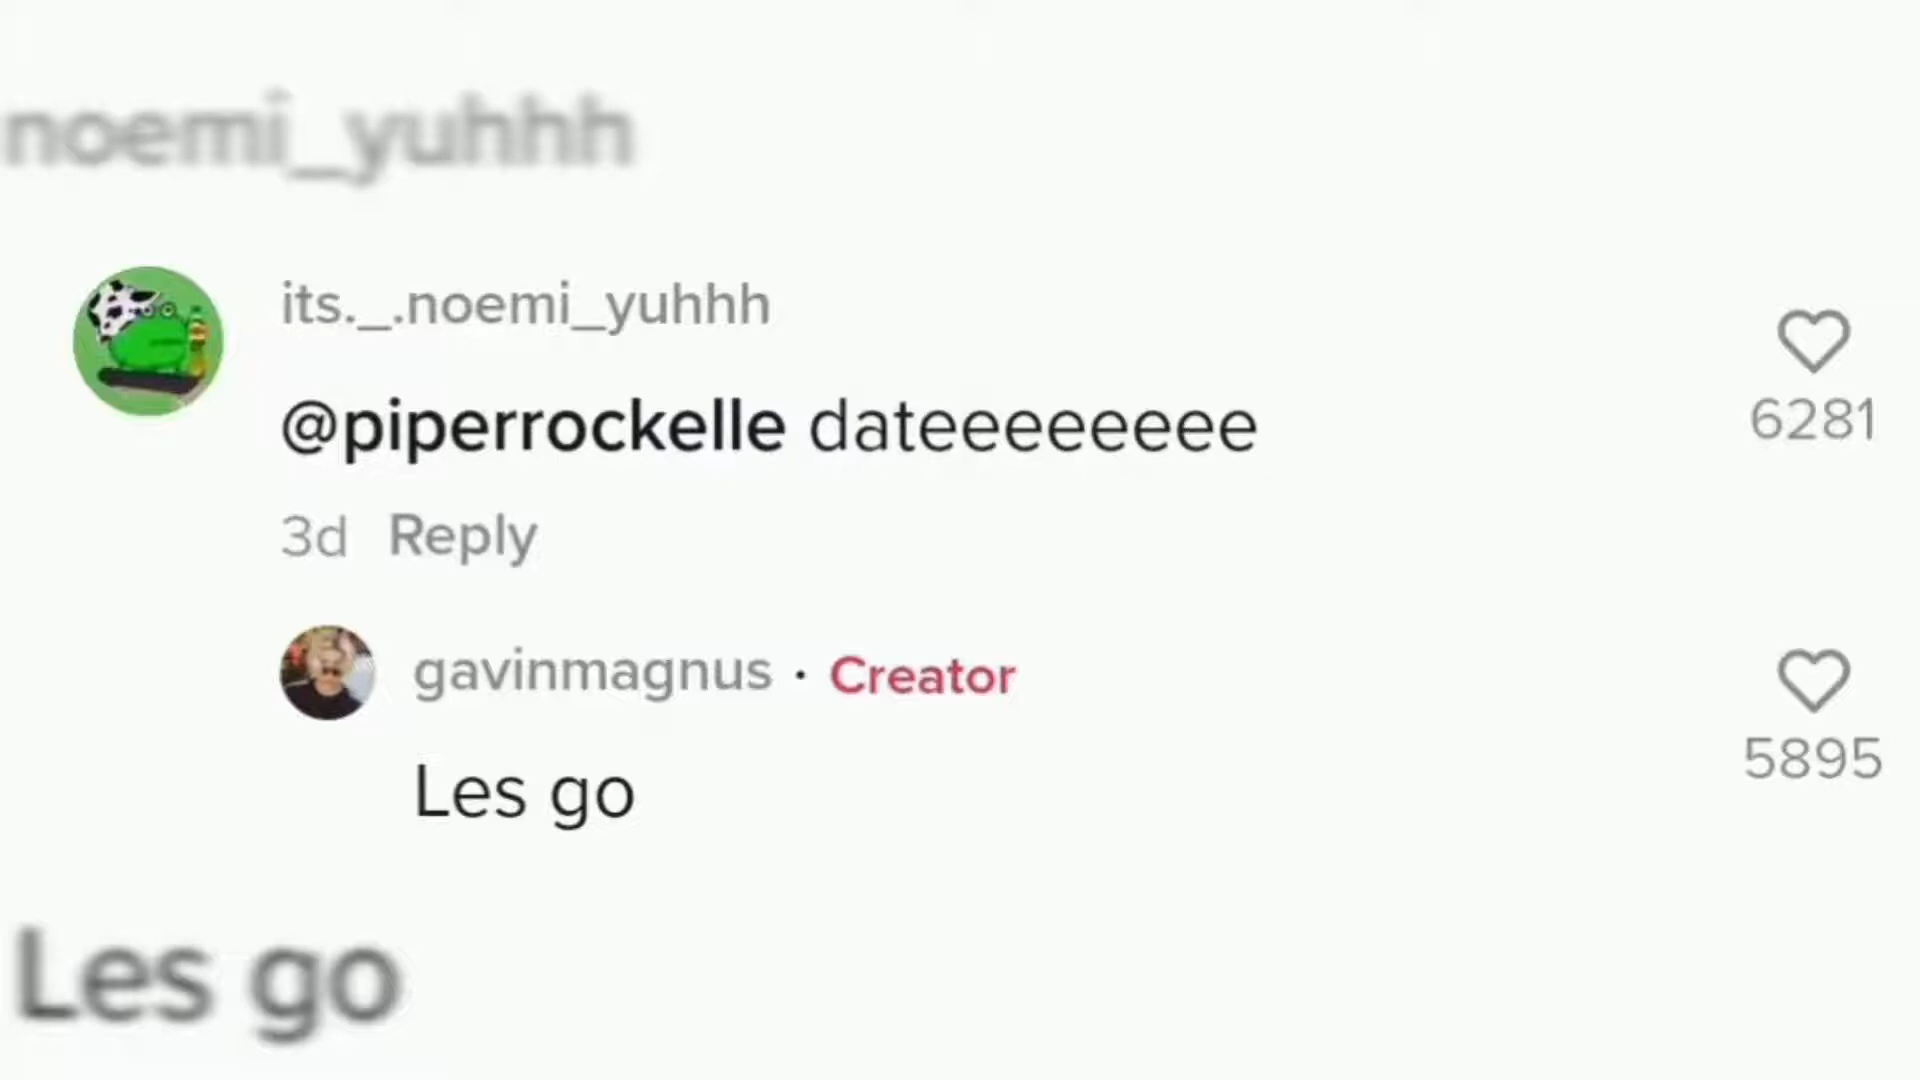 noemi_yuhhh
its._.noemi_yuhhh
6281
@piperrockelle dateeeeeeee
3d Reply
gavinmagnus · Creator
5895
Les go
Les go